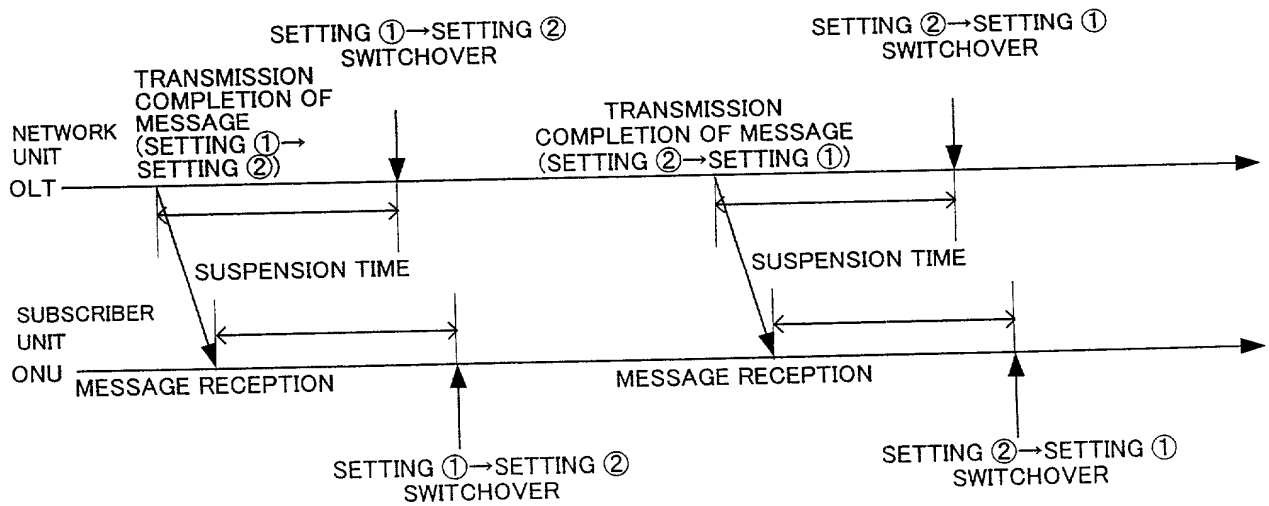 SETTING ①→SETTING ②
SWITCHOVER
SETTING ②→SETTING ①
SWITCHOVER
TRANSMISSION
COMPLETION OF
MESSAGE
(SETTING ①→
SETTING ②)
TRANSMISSION
COMPLETION OF MESSAGE
(SETTING ②→SETTING ①)
NETWORK
UNIT
OLT
SUSPENSION TIME
SUSPENSION TIME
SUBSCRIBER
UNIT
ONU
MESSAGE RECEPTION
MESSAGE RECEPTION
SETTING ①→SETTING ②
SWITCHOVER
SETTING ②→SETTING ①
SWITCHOVER